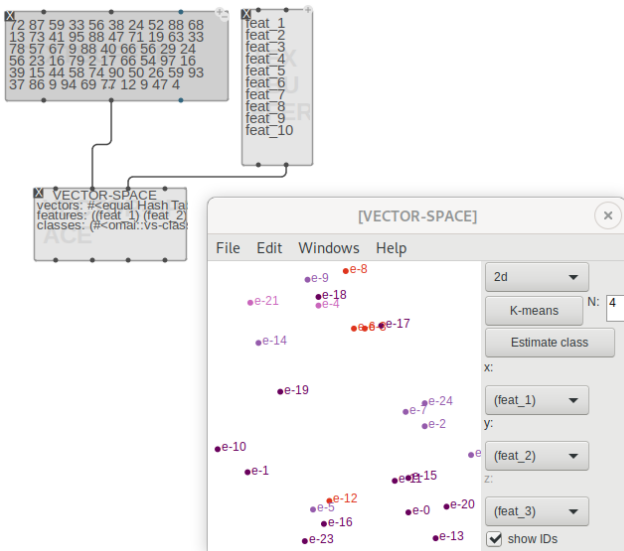 72 87 59 33 56 38 24 52 88 68
13 73 41 95 88 47 71 19 63 33
78 57 67 9 88 40 66 56 29 24
56 23 16 79 2 17 66 54 97 16
39 15 44 58 74 90 50 26 59 93
37 86 9 94 69 77 12 9 47 4
feat_1
feat_2
feat_3
feat_4
feat_5
feat_6
feat_7
feat_8
feat_9
feat_10
VECTOR-SPACE
vectors: #<equal Hash Ta
features: ((feat_1) (feat_2)
classes: (#<omai::vs-clas
[VECTOR-SPACE]
File Edit Windows Help
e-8
e-9
e-18
e-21
e-4
e-17
e-14
e-19
e-24
e-7
e-2
e-10
e-1
e-15
e-12
e-5
e-20
e-0
e-16
e-23
e-13
2d
K-means N: 4
Estimate class
x:
(feat_1)
y:
(feat_2)
z:
(feat_3)
show IDs